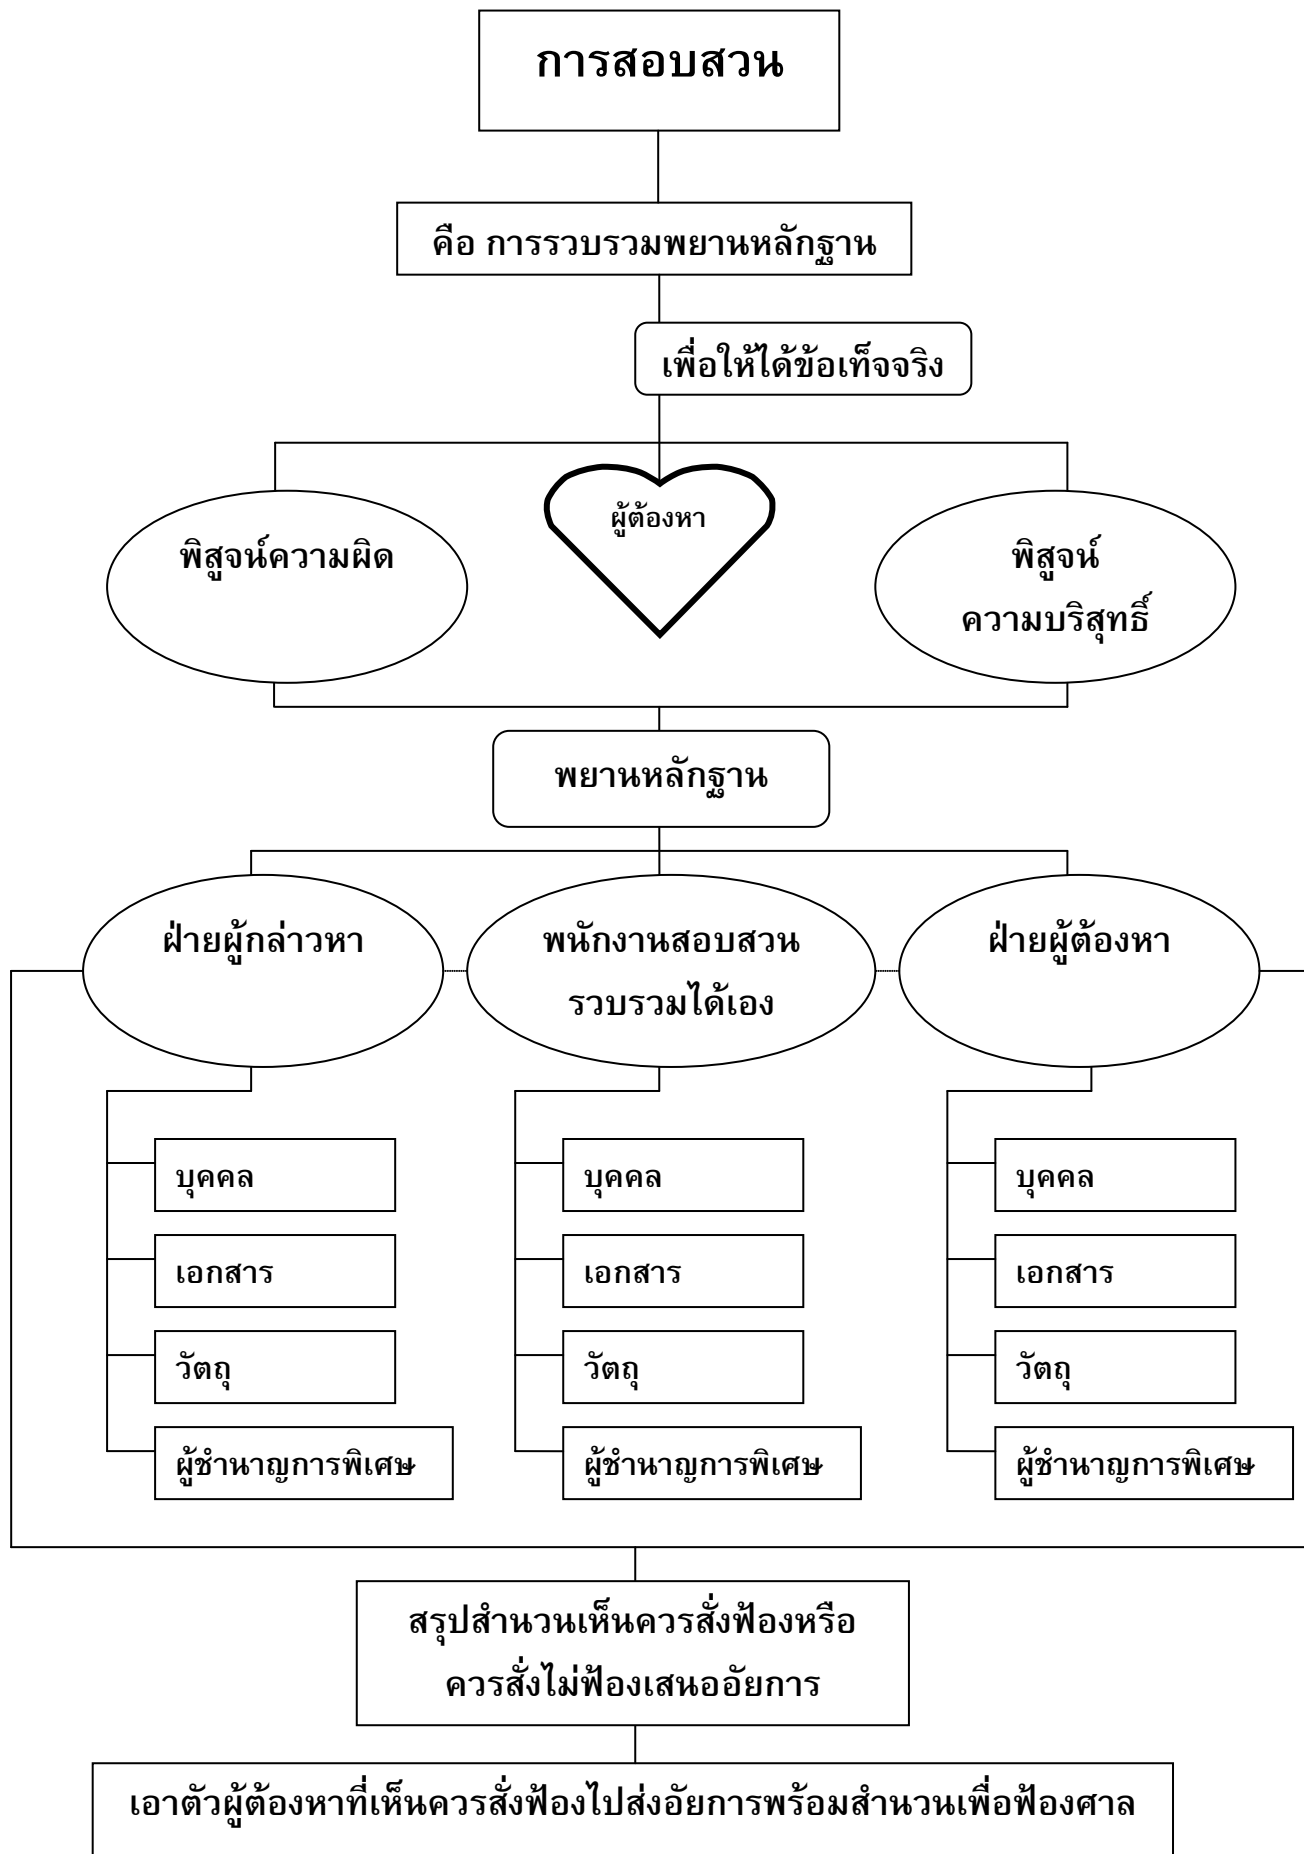 การสอบสวน
คือ การรวบรวมพยานหลักฐาน
เพื่อให้ได้ข้อเท็จจริง
พิสูจน์ความผิด
ผู้ต้องหา
พิสูจน์
ความบริสุทธิ์
พยานหลักฐาน
ฝ่ายผู้กล่าวหา
พนักงานสอบสวน
รวบรวมได้เอง
ฝ่ายผู้ต้องหา
บุคคล
เอกสาร
วัตถุ
ผู้ชำนาญการพิเศษ
บุคคล
เอกสาร
วัตถุ
ผู้ชำนาญการพิเศษ
บุคคล
เอกสาร
วัตถุ
ผู้ชำนาญการพิเศษ
สรุปสำนวนเห็นควรสั่งฟ้องหรือ
ควรสั่งไม่ฟ้องเสนออัยการ
เอาตัวผู้ต้องหาที่เห็นควรสั่งฟ้องไปส่งอัยการพร้อมสำนวนเพื่อฟ้องศาล